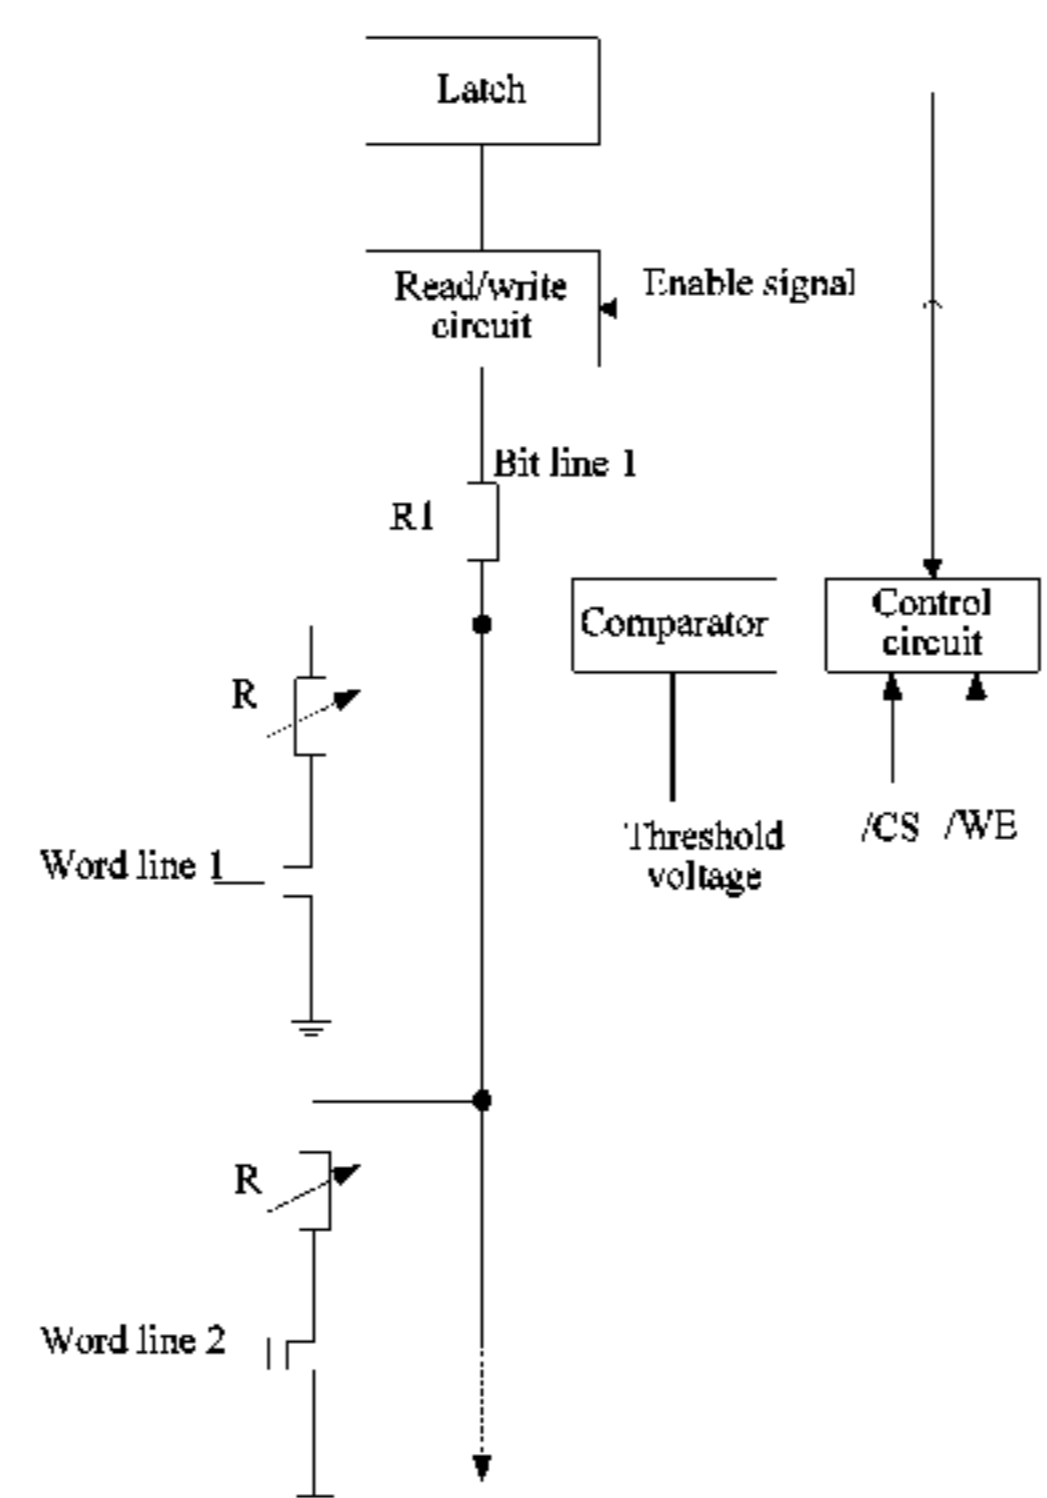 Latch
Read/write
circuit
Enable signal
Bit line 1
R1
Comparator
Control
circuit
R
Word line 1
Threshold
voltage
/CS /WE
R
Word line 2